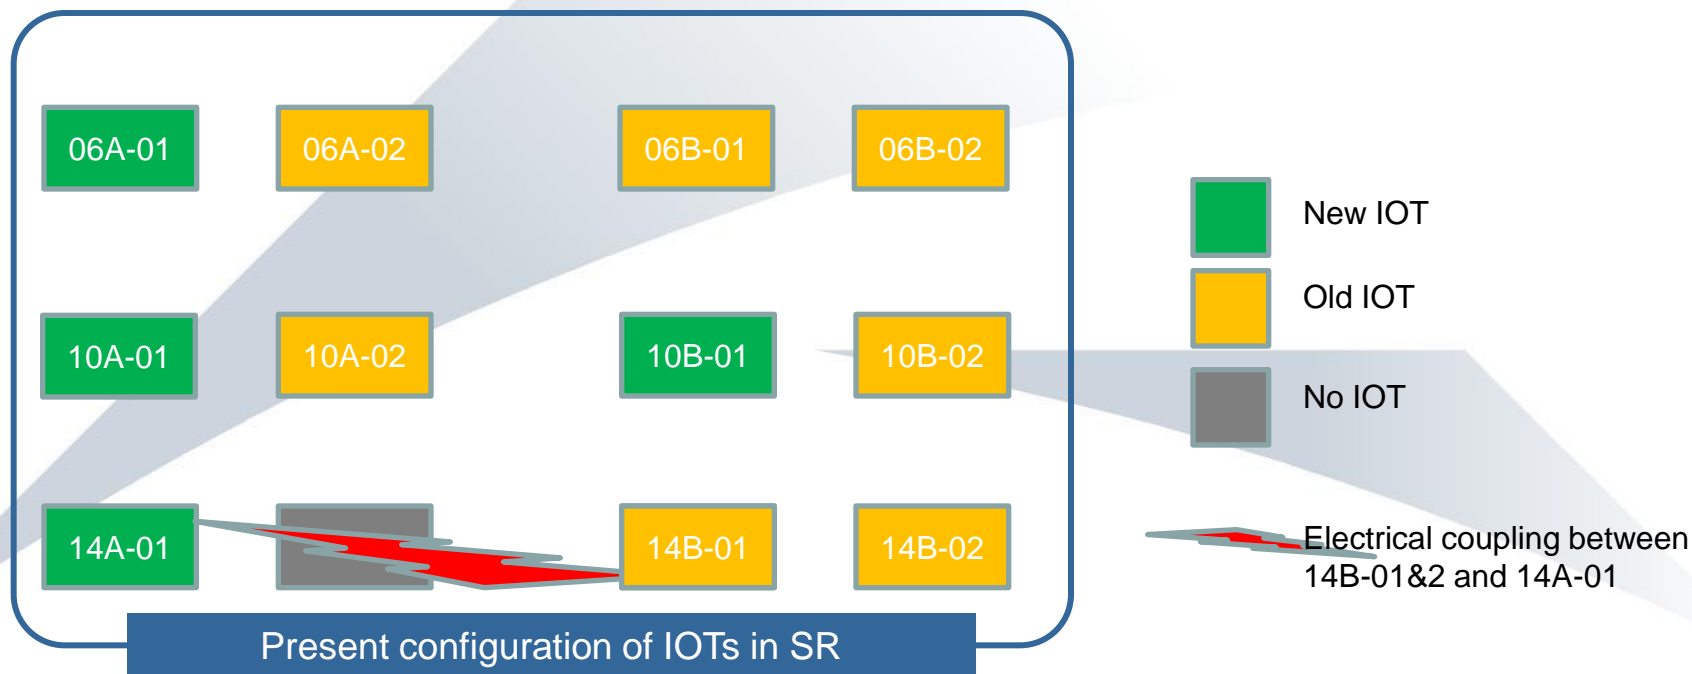 06A-01 06A-02 06B-01 06B-02
New IOT
Old IOT
10A-01 10A-02 10B-01 10B-02
No IOT
14A-01 14B-01 14B-02
Electrical coupling between
14B-01&2 and 14A-01
Present configuration of IOTs in SR